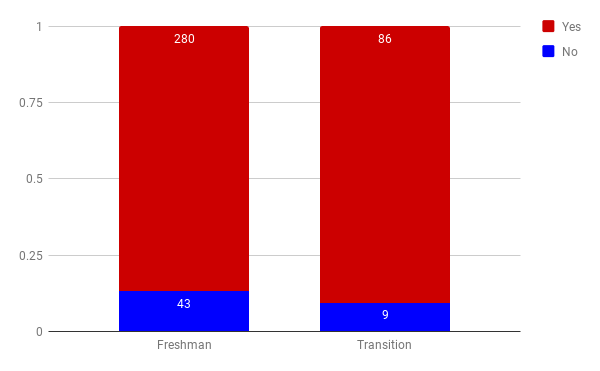 1
0.75
0.5
0.25
0
280
86
43
9
Freshman
Transition
Yes
No